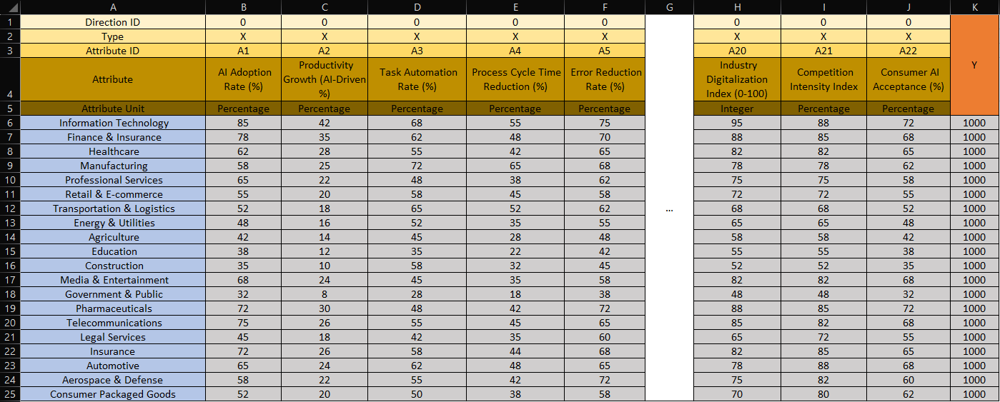 A B C D E F G H I J K
1 Direction ID 0 0 0 0 0 0 0 0
2 Type X X X X X X X X
3 Attribute ID A1 A2 A3 A4 A5 A20 A21 A22
4 Attribute AI Adoption Rate (%) Productivity Growth (AI-Driven %) Task Automation Rate (%) Process Cycle Time Reduction (%) Error Reduction Rate (%) Industry Digitalization Index (0-100) Competition Intensity Index Consumer AI Acceptance (%) Y
5 Attribute Unit Percentage Percentage Percentage Percentage Percentage Integer Percentage Percentage
6 Information Technology 85 42 68 55 75 95 88 72 1000
7 Finance & Insurance 78 35 62 48 70 88 85 68 1000
8 Healthcare 62 28 55 42 65 82 82 65 1000
9 Manufacturing 58 25 72 65 68 78 78 62 1000
10 Professional Services 65 22 48 38 62 75 75 58 1000
11 Retail & E-commerce 55 20 58 45 58 72 72 55 1000
12 Transportation & Logistics 52 18 65 52 62 ... 68 68 52 1000
13 Energy & Utilities 48 16 52 35 55 65 65 48 1000
14 Agriculture 42 14 45 28 48 58 58 42 1000
15 Education 38 12 35 22 42 55 55 38 1000
16 Construction 35 10 58 32 45 52 52 35 1000
17 Media & Entertainment 68 24 45 35 58 82 82 68 1000
18 Government & Public 32 8 28 18 38 48 48 32 1000
19 Pharmaceuticals 72 30 48 42 72 88 85 72 1000
20 Telecommunications 75 26 55 45 65 85 82 68 1000
21 Legal Services 45 18 42 35 60 65 72 55 1000
22 Insurance 72 26 58 44 68 82 85 65 1000
23 Automotive 65 24 62 48 65 78 88 68 1000
24 Aerospace & Defense 58 22 55 42 72 75 82 60 1000
25 Consumer Packaged Goods 52 20 50 38 58 70 80 62 1000